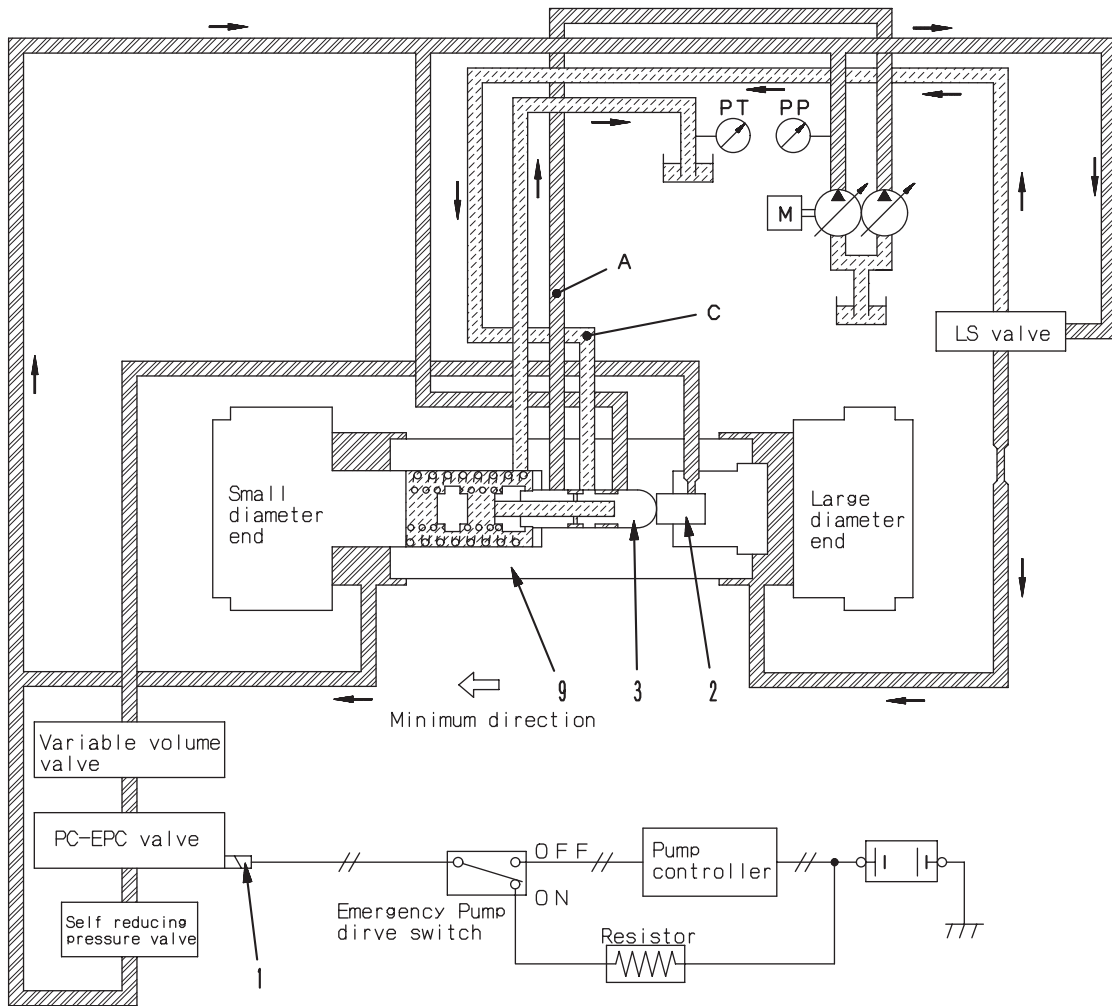 PT
PP
M
A
C
LS valve
Small
diameter
end
Large
diameter
end
9
3
2
Minimum direction
Variable volume
valve
PC-EPC valve
OFF
ON
Pump
controller
Emergency Pump
dirve switch
Self reducing
pressure valve
Resistor
1